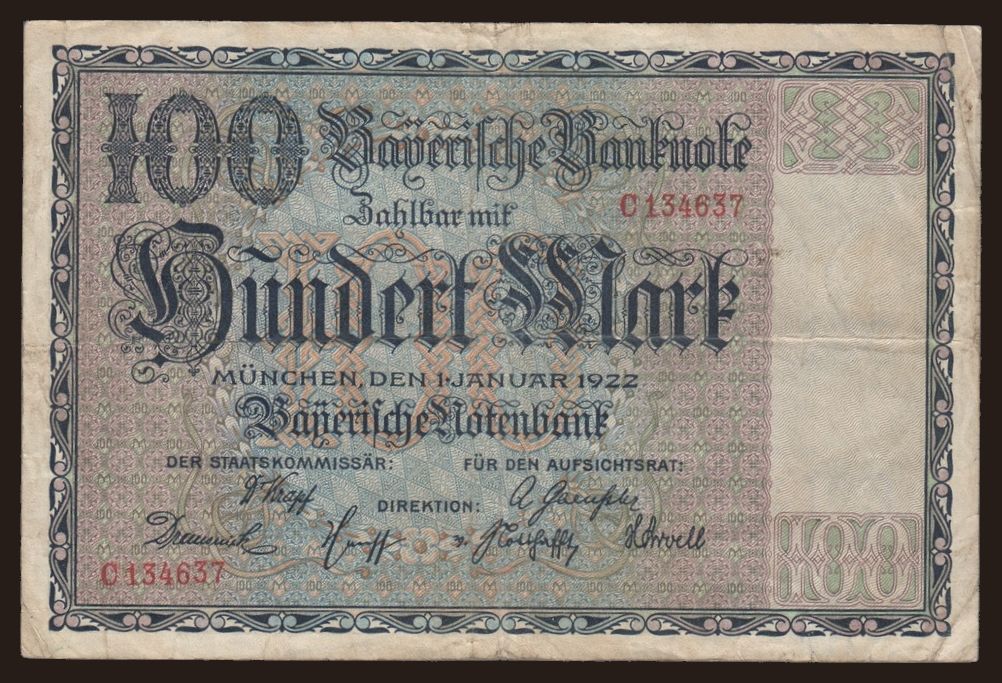 100 Bayerische Banknote
Zahlbar mit C 134637
Hundert Mark
MÜNCHEN, DEN 1·JANUAR 1922
Bayerische Notenbank
DER STAATSKOMMISSÄR: FÜR DEN AUFSICHTSRAT:
DIREKTION:
C 134637
100